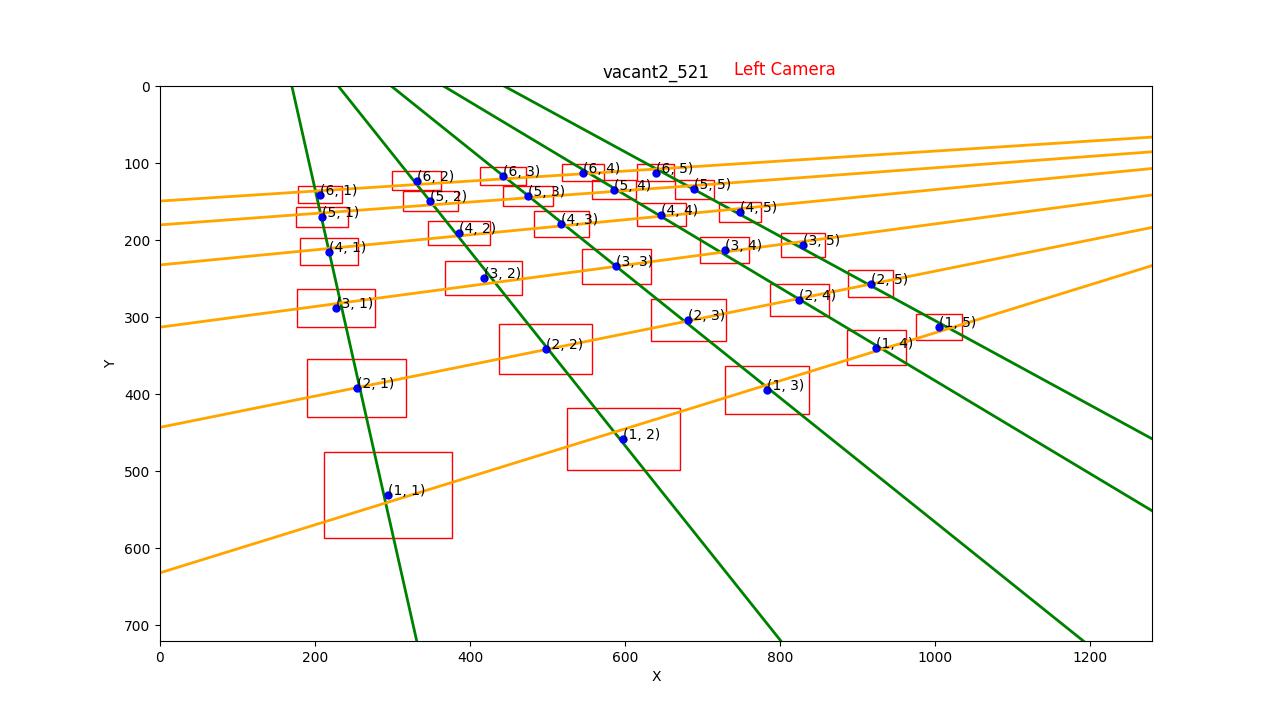 vacant2_521 Left Camera
0
100
200
300
400
500
600
700
Y
(6, 1) (6, 2) (6, 3) (6, 4) (6, 5)
(5, 1) (5, 2) (5, 3) (5, 4) (5, 5)
(4, 1) (4, 2) (4, 3) (4, 4) (4, 5)
(3, 1) (3, 2) (3, 3) (3, 4) (3, 5)
(2, 1) (2, 2) (2, 3) (2, 4) (2, 5)
(1, 1) (1, 2) (1, 3) (1, 4) (1, 5)
0 200 400 600 800 1000 1200
X